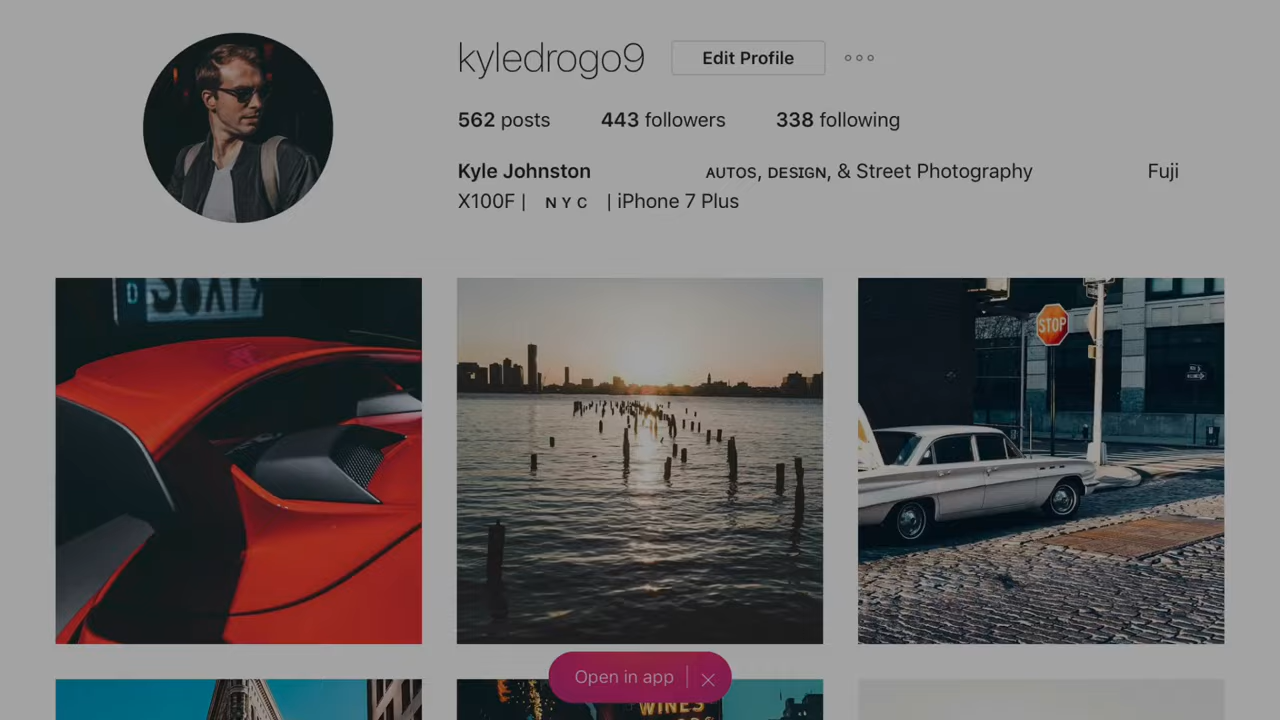 kyledrogo9 Edit Profile
562 posts 443 followers 338 following
Kyle Johnston AUTOS, DESIGN, & Street Photography Fuji
X100F | N Y C | iPhone 7 Plus
D
STOP
Open in app
WINES